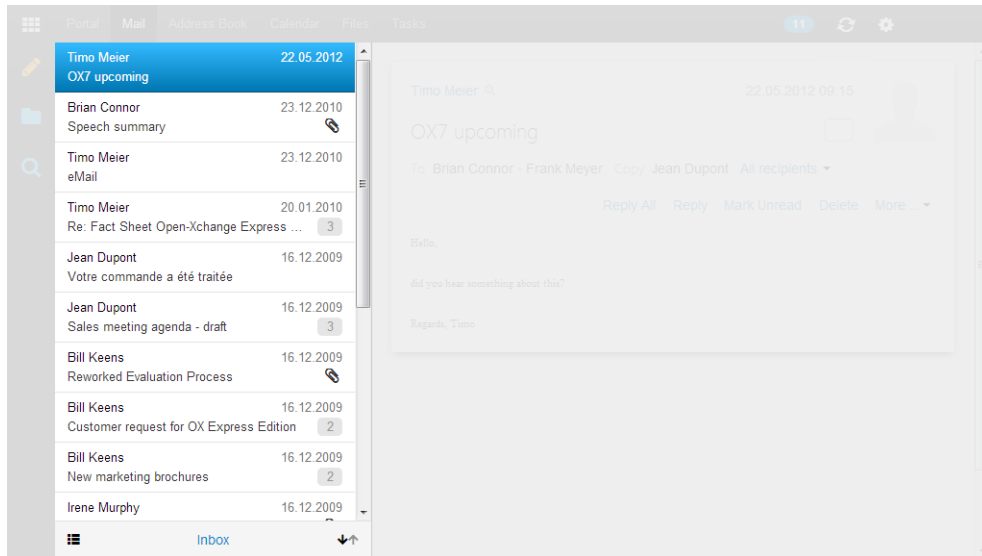 Portal Mail Address Book Calendar Files Tasks 11
Timo Meier 22.05.2012
OX7 upcoming
Brian Connor 23.12.2010
Speech summary
Timo Meier 23.12.2010
eMail
Timo Meier 20.01.2010
Re: Fact Sheet Open-Xchange Express ... 3
Jean Dupont 16.12.2009
Votre commande a été traitée
Jean Dupont 16.12.2009
Sales meeting agenda - draft 3
Bill Keens 16.12.2009
Reworked Evaluation Process
Bill Keens 16.12.2009
Customer request for OX Express Edition 2
Bill Keens 16.12.2009
New marketing brochures 2
Irene Murphy 16.12.2009
Inbox
Timo Meier 22.05.2012 09:15
OX7 upcoming
To Brian Connor · Frank Meyer Copy Jean Dupont All recipients
Reply All Reply Mark Unread Delete More ...
Hallo,
did you hear something about this?
Regards, Timo